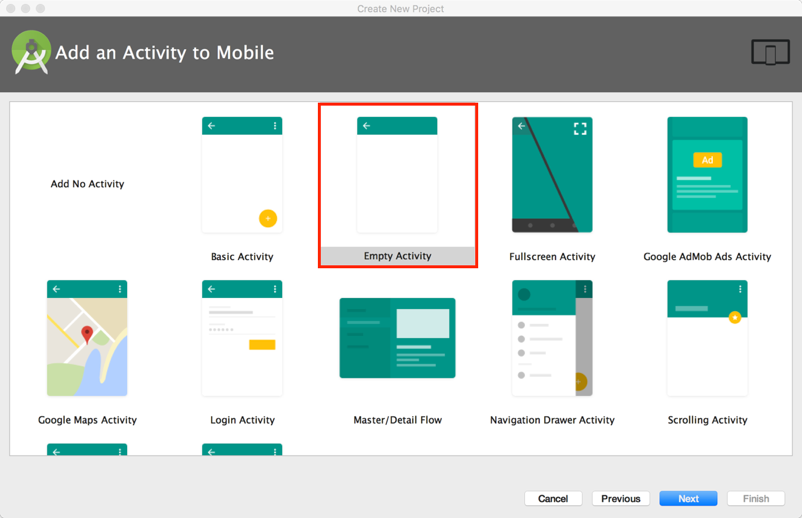 Create New Project
Add an Activity to Mobile
Add No Activity
Basic Activity
Empty Activity
Ad
Fullscreen Activity
Google AdMob Ads Activity
Google Maps Activity
Login Activity
Master/Detail Flow
Navigation Drawer Activity
Scrolling Activity
Cancel
Previous
Next
Finish